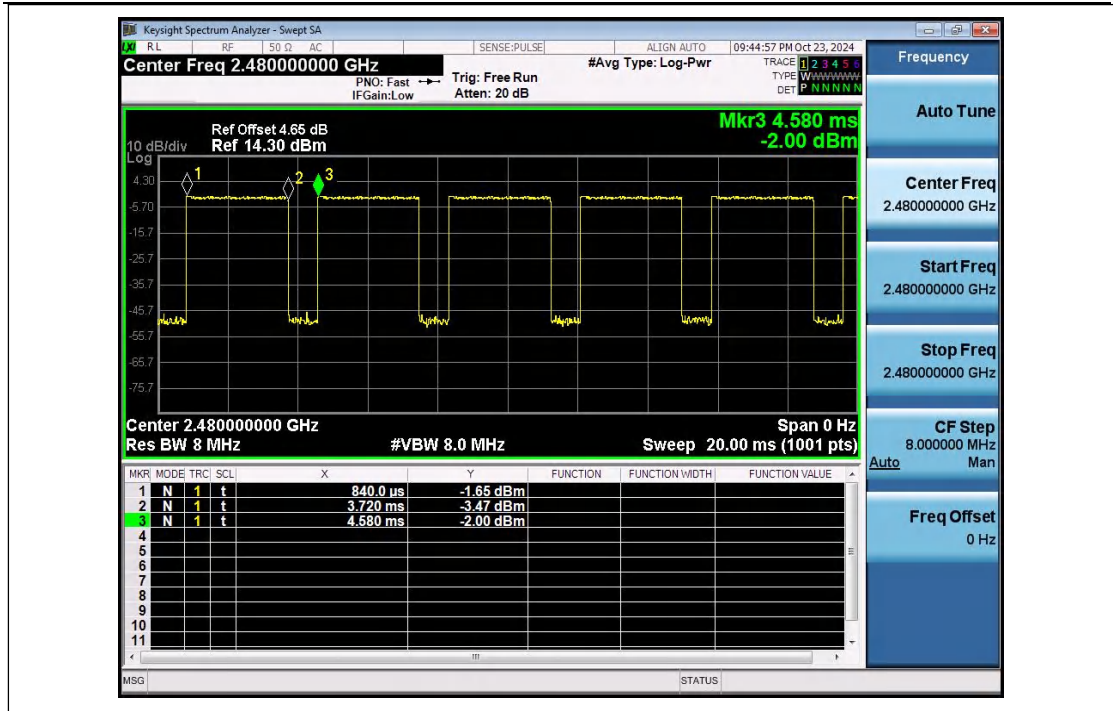 Keysight Spectrum Analyzer - Swept SA
LXI RL RF 50 Ω AC SENSE:PULSE ALIGN AUTO 09:44:57 PM Oct 23, 2024
Center Freq 2.480000000 GHz #Avg Type: Log-Pwr TRACE 1 2 3 4 5 6
PNO: Fast Trig: Free Run TYPE W
IFGain:Low Atten: 20 dB DET P N N N N N
Frequency
Auto Tune
Mkr3 4.580 ms
-2.00 dBm
Ref Offset 4.65 dB
10 dB/div Ref 14.30 dBm
Log
1 2 3
4.30
-5.70
-15.7
-25.7
-35.7
-45.7
-55.7
-65.7
-75.7
Center 2.480000000 GHz Span 0 Hz
Res BW 8 MHz #VBW 8.0 MHz Sweep 20.00 ms (1001 pts)
Center Freq
2.480000000 GHz
Start Freq
2.480000000 GHz
Stop Freq
2.480000000 GHz
CF Step
8.000000 MHz
Auto Man
Freq Offset
0 Hz
MKR MODE TRC SCL X Y FUNCTION FUNCTION WIDTH FUNCTION VALUE
1 N 1 t 840.0 µs -1.65 dBm
2 N 1 t 3.720 ms -3.47 dBm
3 N 1 t 4.580 ms -2.00 dBm
4
5
6
7
8
9
10
11
MSG STATUS